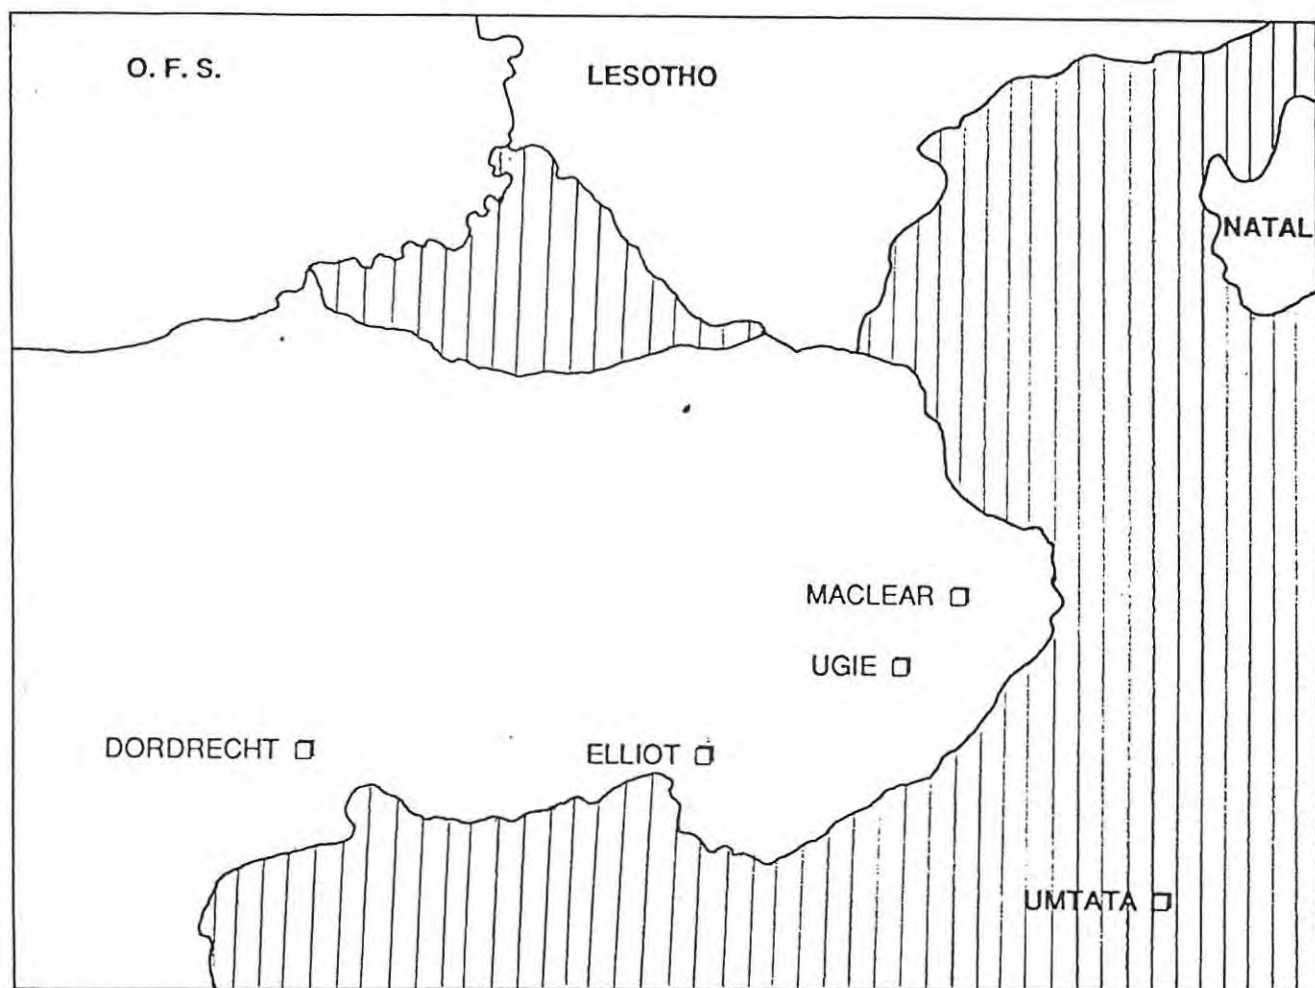 O. F. S.
LESOTHO
NATAL
MACLEAR
UGIE
DORDRECHT
ELLIOT
UMTATA